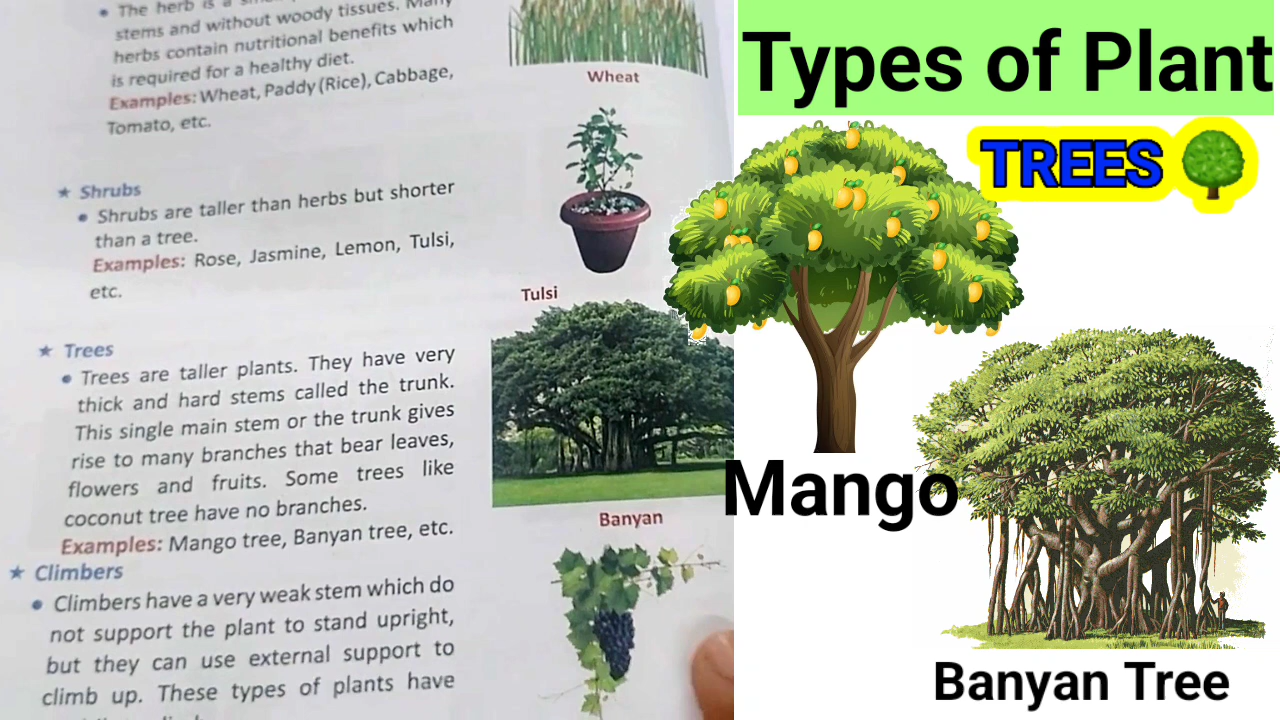 The herb is a
stems and without woody tissues. Many
herbs contain nutritional benefits which
is required for a healthy diet.
Examples: Wheat, Paddy (Rice), Cabbage,
Tomato, etc.
Wheat
★ Shrubs
• Shrubs are taller than herbs but shorter
than a tree.
Examples: Rose, Jasmine, Lemon, Tulsi,
etc.
Tulsi
★ Trees
• Trees are taller plants. They have very
thick and hard stems called the trunk.
This single main stem or the trunk gives
rise to many branches that bear leaves,
flowers and fruits. Some trees like
coconut tree have no branches.
Examples: Mango tree, Banyan tree, etc.
Banyan
★ Climbers
• Climbers have a very weak stem which do
not support the plant to stand upright,
but they can use external support to
climb up. These types of plants have
Types of Plant
TREES
Mango
Banyan Tree